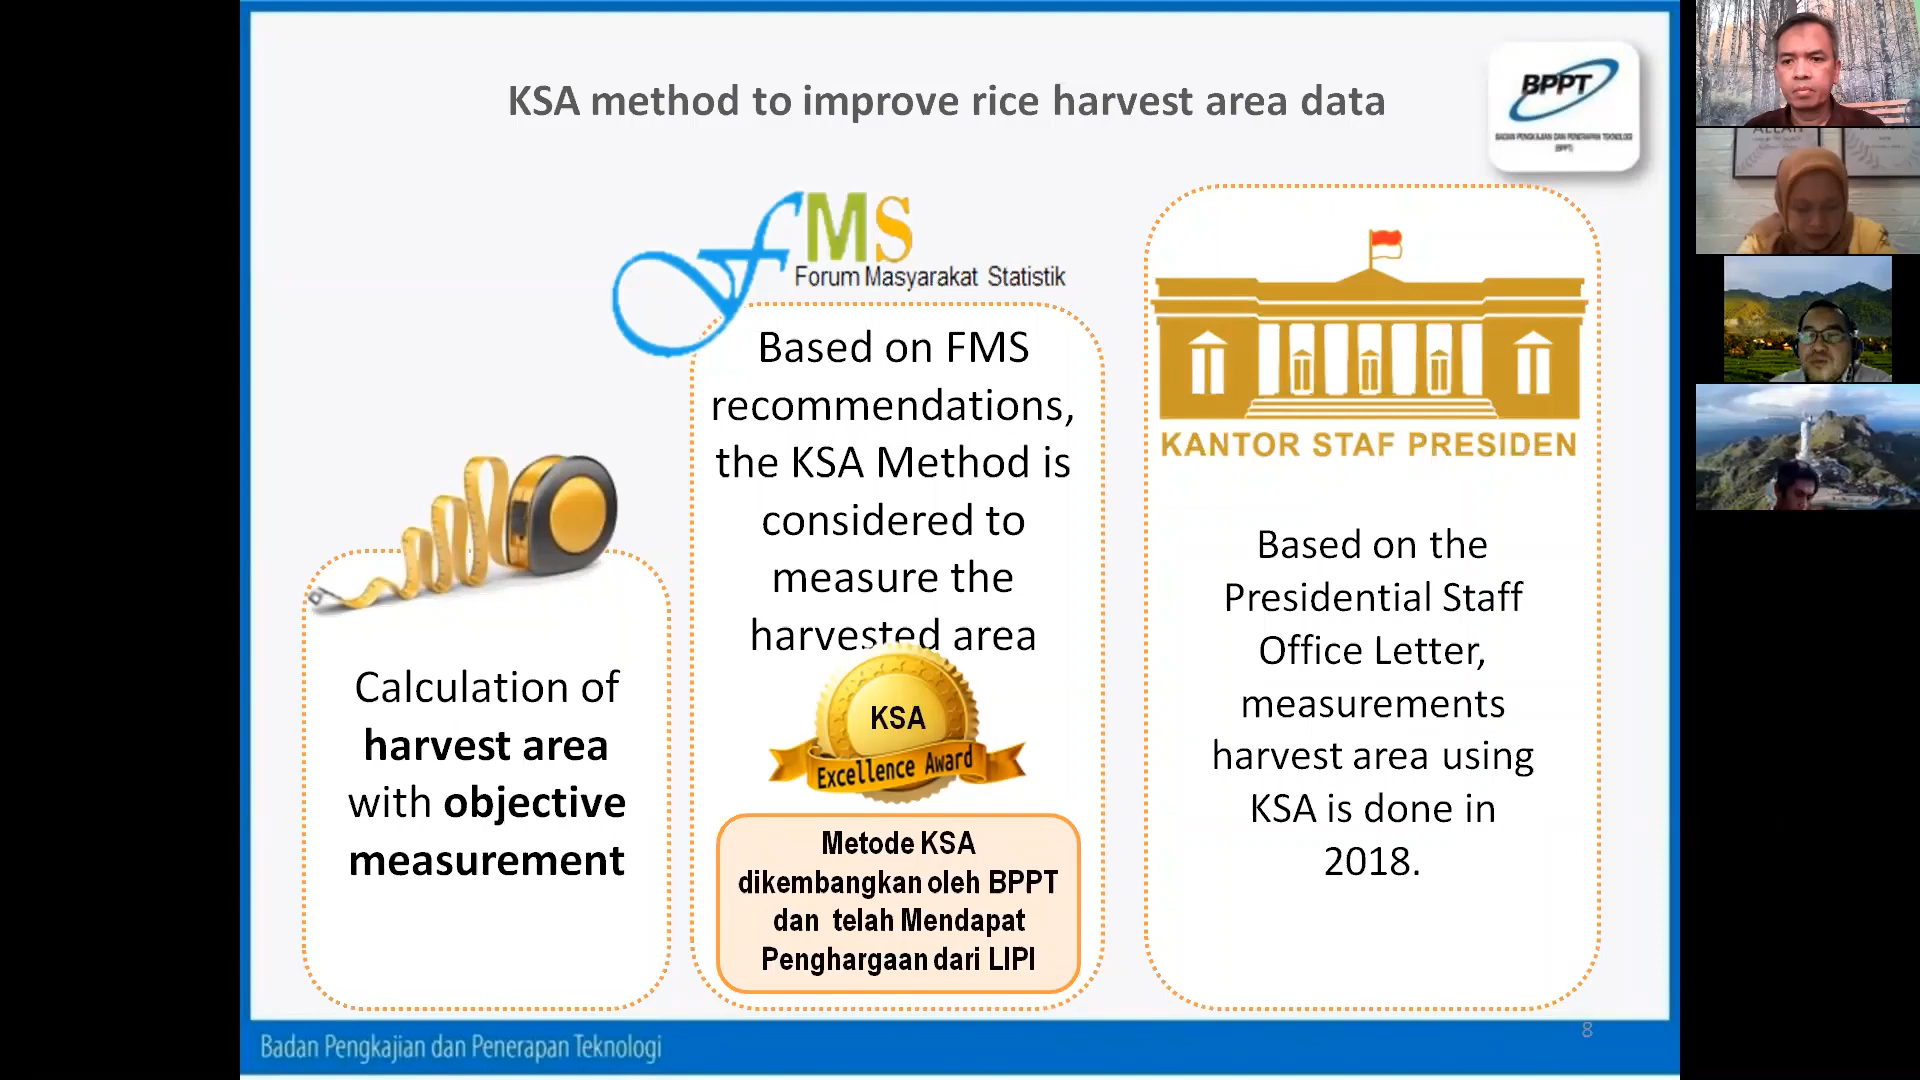 KSA method to improve rice harvest area data
BPPT
BADAN PENGKAJIAN DAN PENERAPAN TEKNOLOGI
(BPPT)
Calculation of
harvest area
with objective
measurement
fMS
Forum Masyarakat Statistik
Based on FMS
recommendations,
the KSA Method is
considered to
measure the
harvested area
KSA
Excellence Award
Metode KSA
dikembangkan oleh BPPT
dan telah Mendapat
Penghargaan dari LIPI
KANTOR STAF PRESIDEN
Based on the
Presidential Staff
Office Letter,
measurements
harvest area using
KSA is done in
2018.
Badan Pengkajian dan Penerapan Teknologi
8
ALLAH